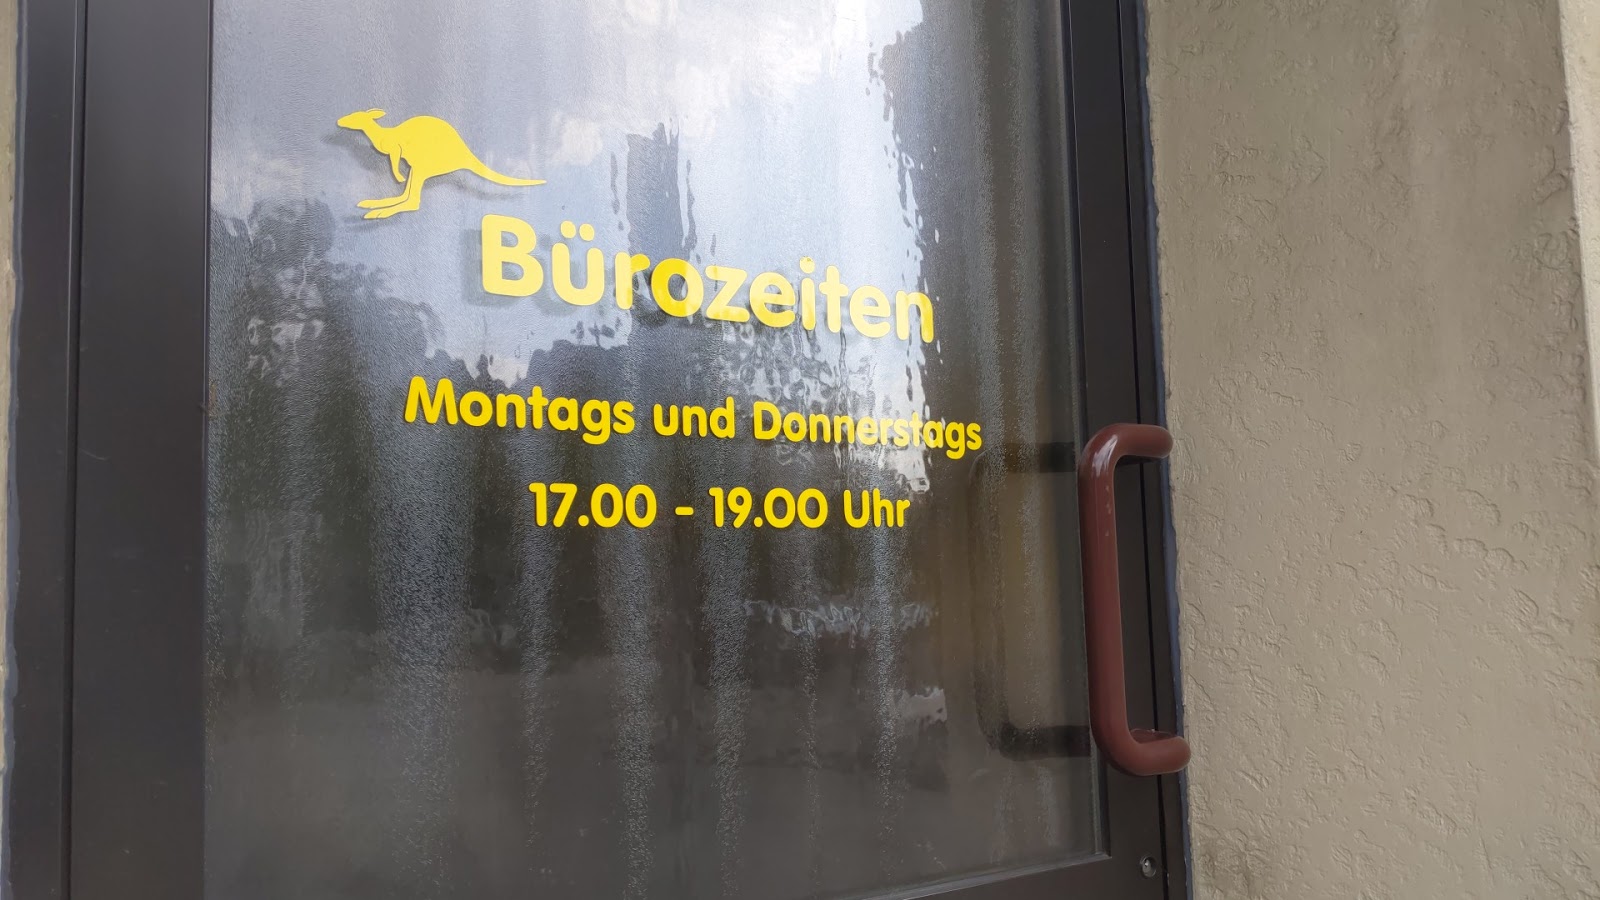 Bürozeiten
Montags und Donnerstags
17.00 - 19.00 Uhr